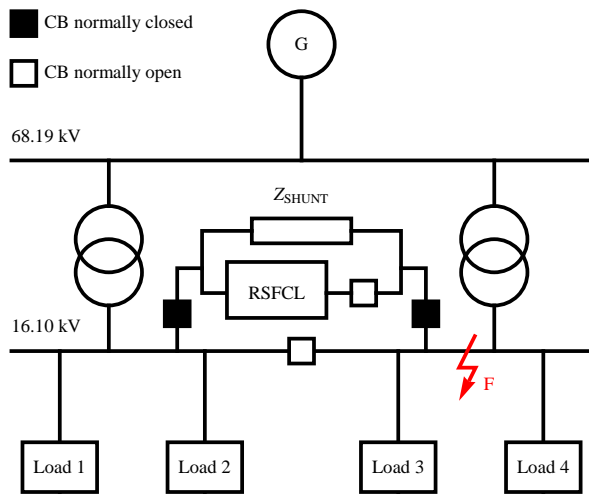 CB normally closed
G
CB normally open
68.19 kV
Z_SHUNT
RSFCL
16.10 kV
F
Load 1
Load 2
Load 3
Load 4